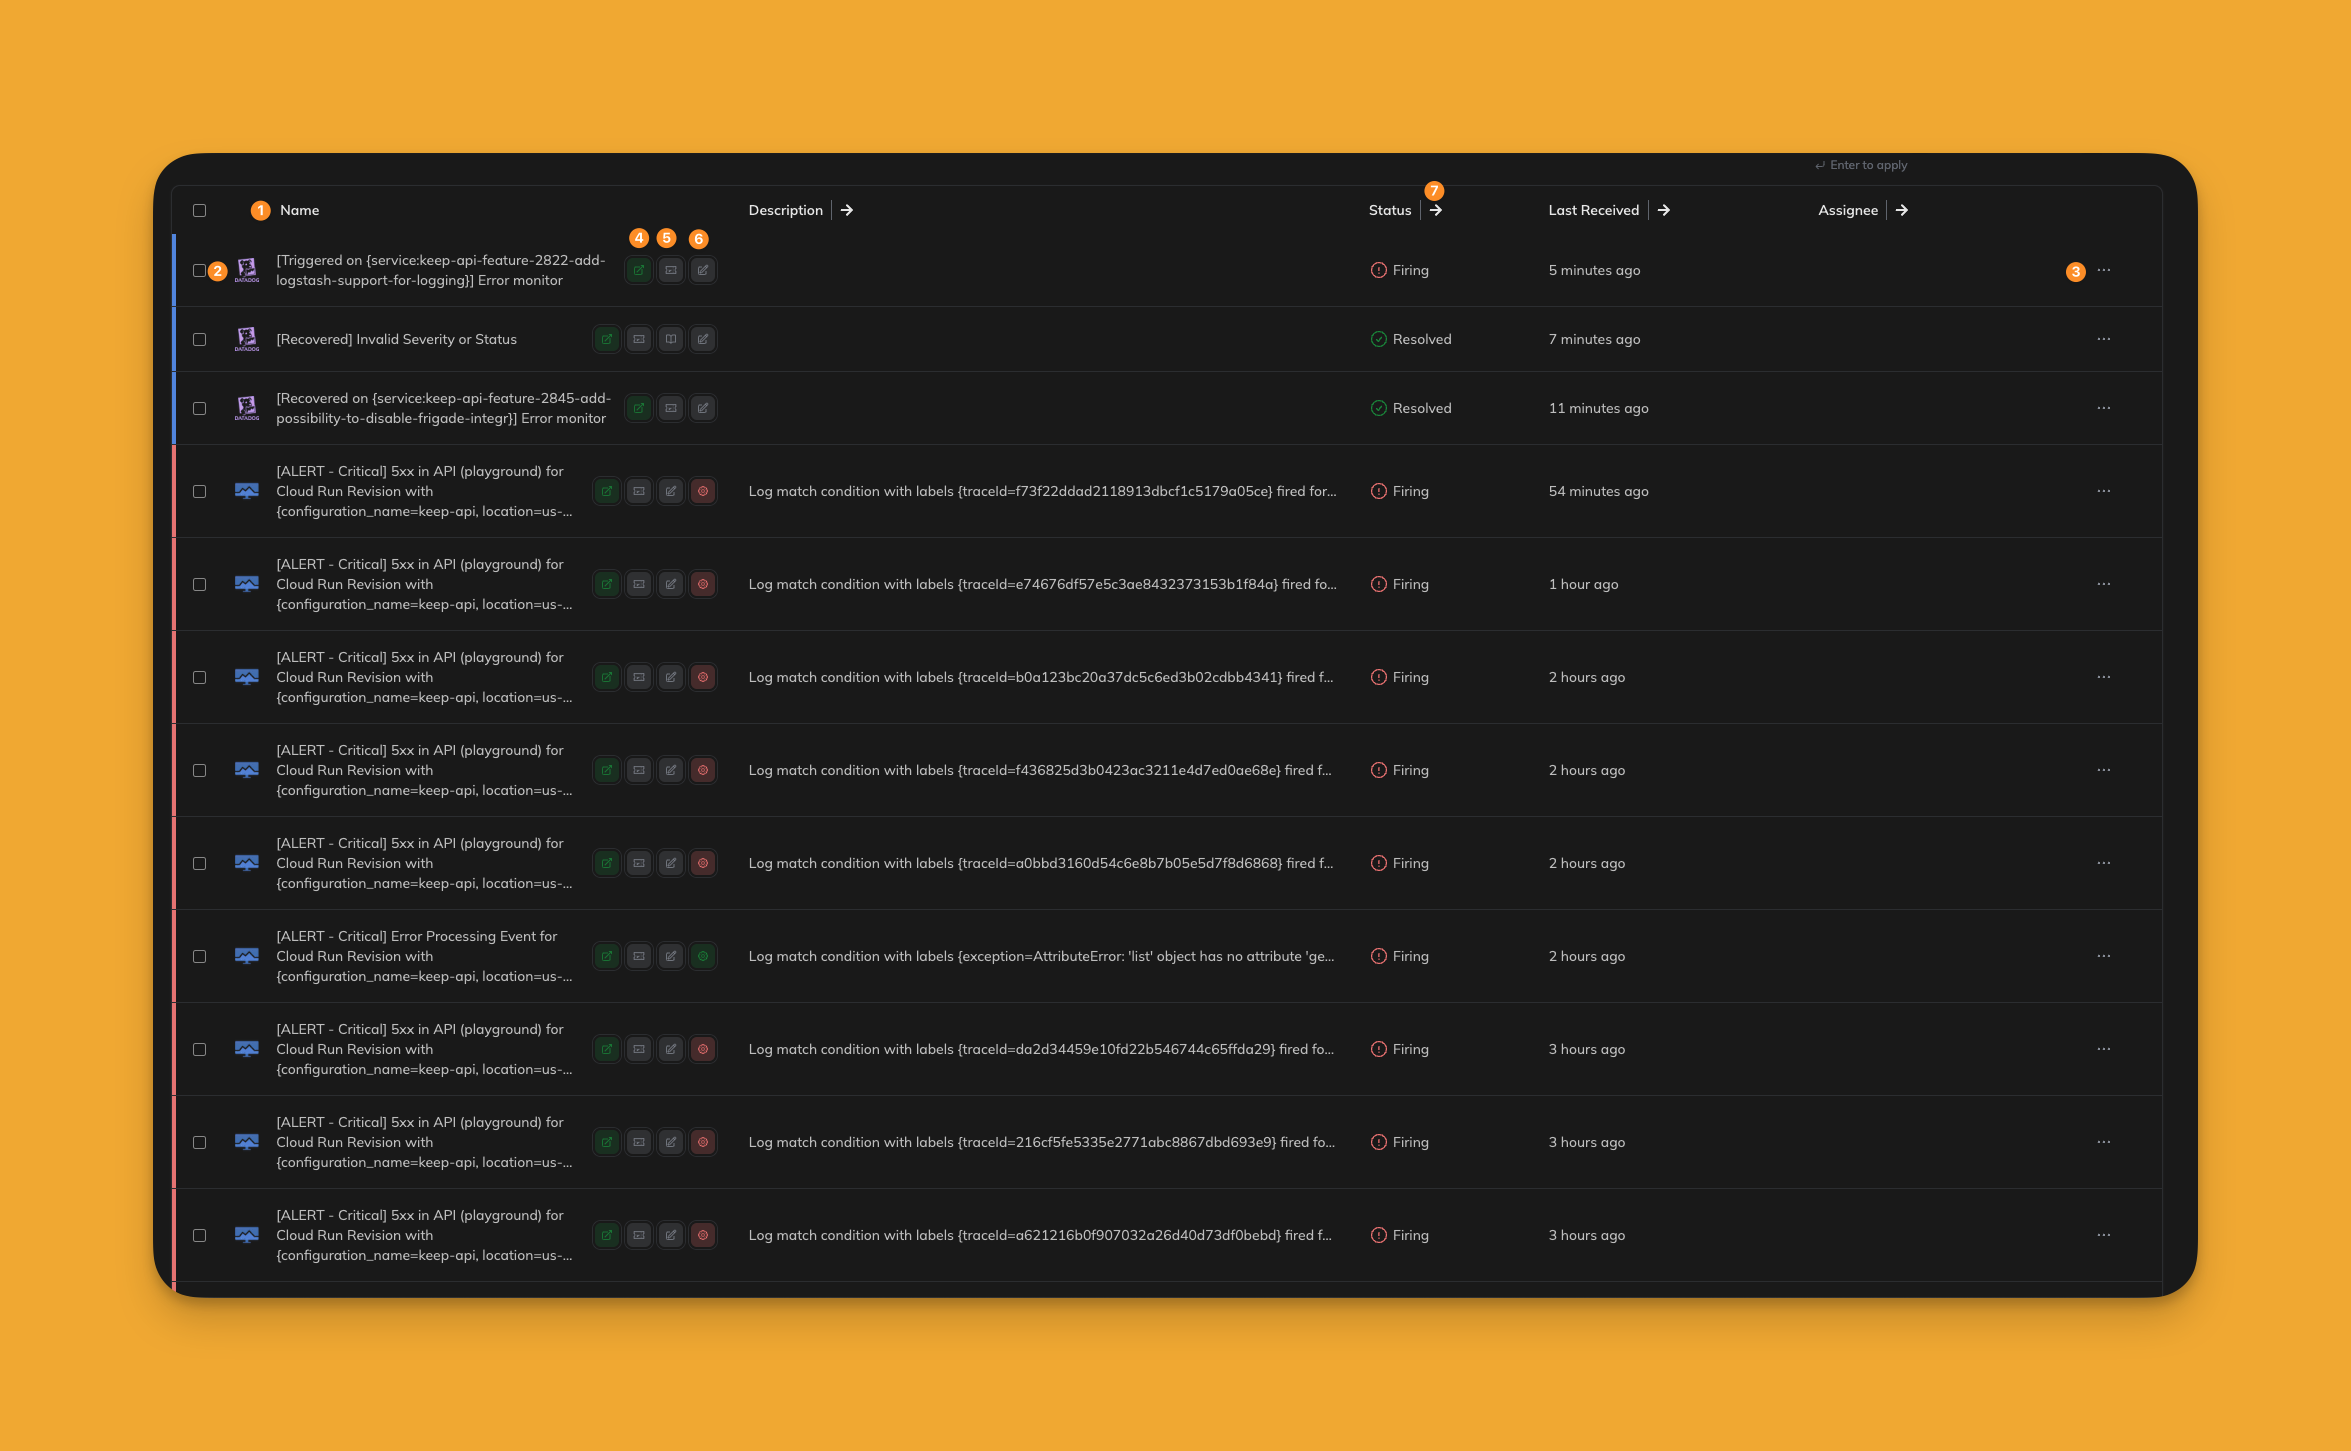 Enter to apply
7
1 Name Description Status Last Received Assignee
4 5 6
2 DATADOG [Triggered on {service:keep-api-feature-2822-add-
logstash-support-for-logging}] Error monitor Firing 5 minutes ago 3 ...
DATADOG [Recovered] Invalid Severity or Status Resolved 7 minutes ago ...
DATADOG [Recovered on {service:keep-api-feature-2845-add-
possibility-to-disable-frigade-integr}] Error monitor Resolved 11 minutes ago ...
[ALERT - Critical] 5xx in API (playground) for
Cloud Run Revision with Log match condition with labels {traceId=f73f22ddad2118913dbcf1c5179a05ce} fired for... Firing 54 minutes ago ...
{configuration_name=keep-api, location=us-...
[ALERT - Critical] 5xx in API (playground) for
Cloud Run Revision with Log match condition with labels {traceId=e74676df57e5c3ae8432373153b1f84a} fired fo... Firing 1 hour ago ...
{configuration_name=keep-api, location=us-...
[ALERT - Critical] 5xx in API (playground) for
Cloud Run Revision with Log match condition with labels {traceId=b0a123bc20a37dc5c6ed3b02cdbb4341} fired f... Firing 2 hours ago ...
{configuration_name=keep-api, location=us-...
[ALERT - Critical] 5xx in API (playground) for
Cloud Run Revision with Log match condition with labels {traceId=f436825d3b0423ac3211e4d7ed0ae68e} fired f... Firing 2 hours ago ...
{configuration_name=keep-api, location=us-...
[ALERT - Critical] 5xx in API (playground) for
Cloud Run Revision with Log match condition with labels {traceId=a0bbd3160d54c6e8b7b05e5d7f8d6868} fired f... Firing 2 hours ago ...
{configuration_name=keep-api, location=us-...
[ALERT - Critical] Error Processing Event for
Cloud Run Revision with Log match condition with labels {exception=AttributeError: 'list' object has no attribute 'ge... Firing 2 hours ago ...
{configuration_name=keep-api, location=us-...
[ALERT - Critical] 5xx in API (playground) for
Cloud Run Revision with Log match condition with labels {traceId=da2d34459e10fd22b546744c65ffda29} fired fo... Firing 3 hours ago ...
{configuration_name=keep-api, location=us-...
[ALERT - Critical] 5xx in API (playground) for
Cloud Run Revision with Log match condition with labels {traceId=216cf5fe5335e2771abc8867dbd693e9} fired fo... Firing 3 hours ago ...
{configuration_name=keep-api, location=us-...
[ALERT - Critical] 5xx in API (playground) for
Cloud Run Revision with Log match condition with labels {traceId=a621216b0f907032a26d40d73df0bebd} fired f... Firing 3 hours ago ...
{configuration_name=keep-api, location=us-...